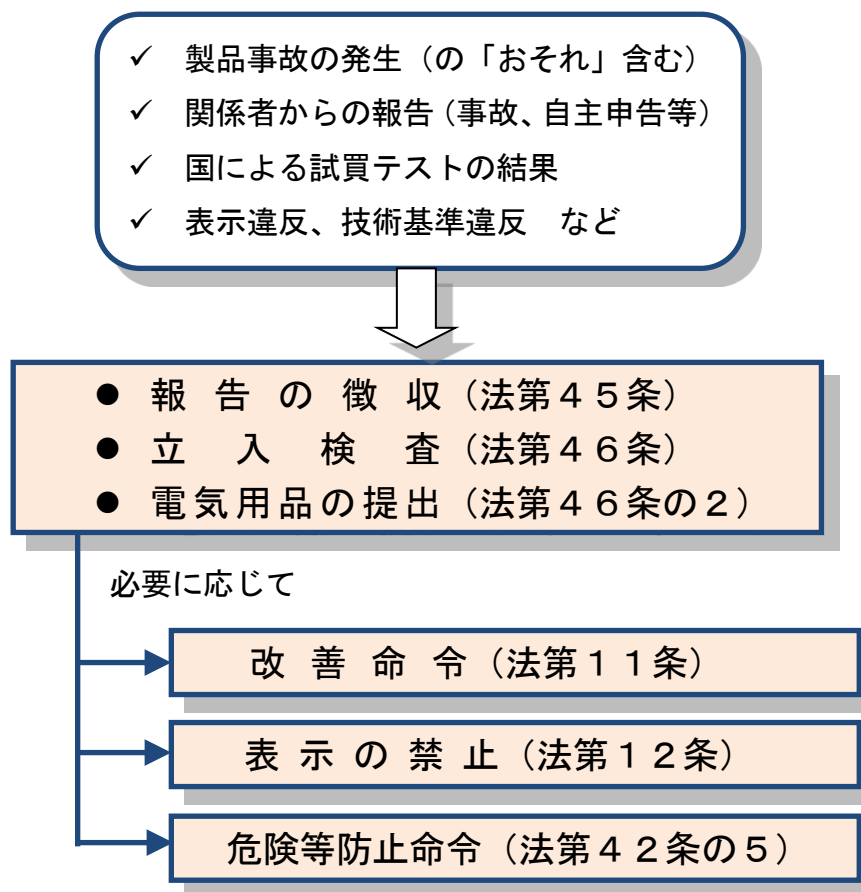 ✓ 製品事故の発生（の「おそれ」含む）
✓ 関係者からの報告（事故、自主申告等）
✓ 国による試買テストの結果
✓ 表示違反、技術基準違反　など
● 報告の徴収（法第４５条）
● 立入検査（法第４６条）
● 電気用品の提出（法第４６条の２）
必要に応じて
改善命令（法第１１条）
表示の禁止（法第１２条）
危険等防止命令（法第４２条の５）